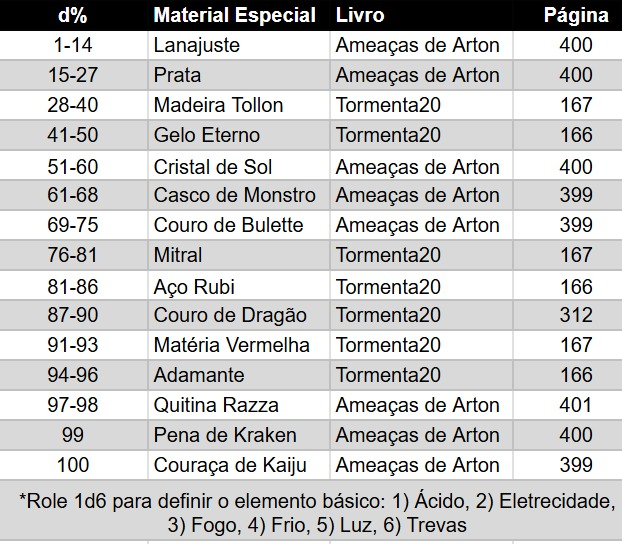 d% Material Especial Livro Página
1-14 Lanajuste Ameaças de Arton 400
15-27 Prata Ameaças de Arton 400
28-40 Madeira Tollon Tormenta20 167
41-50 Gelo Eterno Tormenta20 166
51-60 Cristal de Sol Ameaças de Arton 400
61-68 Casco de Monstro Ameaças de Arton 399
69-75 Couro de Bulette Ameaças de Arton 399
76-81 Mitral Tormenta20 167
81-86 Aço Rubi Tormenta20 166
87-90 Couro de Dragão Tormenta20 312
91-93 Matéria Vermelha Tormenta20 167
94-96 Adamante Tormenta20 166
97-98 Quitina Razza Ameaças de Arton 401
99 Pena de Kraken Ameaças de Arton 400
100 Couraça de Kaiju Ameaças de Arton 399
*Role 1d6 para definir o elemento básico: 1) Ácido, 2) Eletrecidade,
3) Fogo, 4) Frio, 5) Luz, 6) Trevas